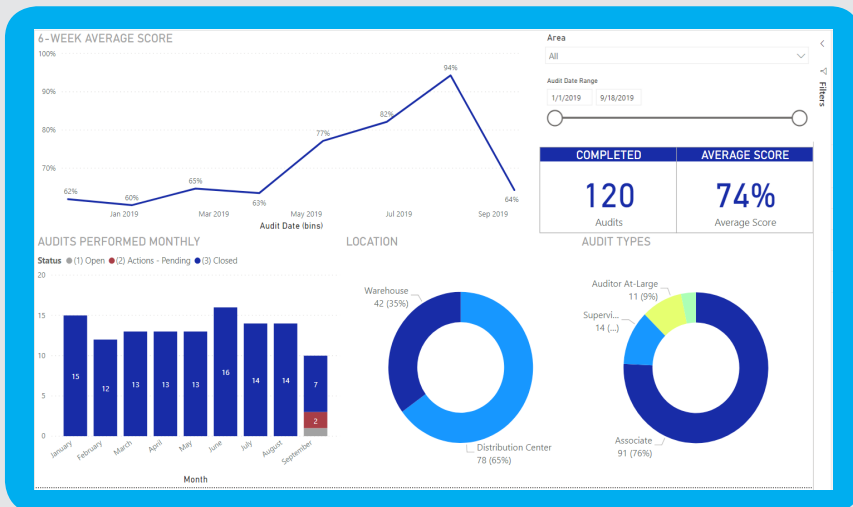 6-WEEK AVERAGE SCORE
100%
90%
80%
70%
62%
60%
65%
63%
77%
82%
94%
64%
Jan 2019
Mar 2019
May 2019
Jul 2019
Sep 2019
Audit Date (bins)
Area
All
Audit Date Range
1/1/2019
9/18/2019
Filters
COMPLETED
120
Audits
AVERAGE SCORE
74%
Average Score
AUDITS PERFORMED MONTHLY
Status (1) Open (2) Actions - Pending (3) Closed
20
15
10
5
0
15
12
13
13
13
16
14
14
7
2
January
February
March
April
May
June
July
August
September
Month
LOCATION
Warehouse
42 (35%)
Distribution Center
78 (65%)
AUDIT TYPES
Auditor At-Large
11 (9%)
Supervi...
14 (...)
Associate
91 (76%)